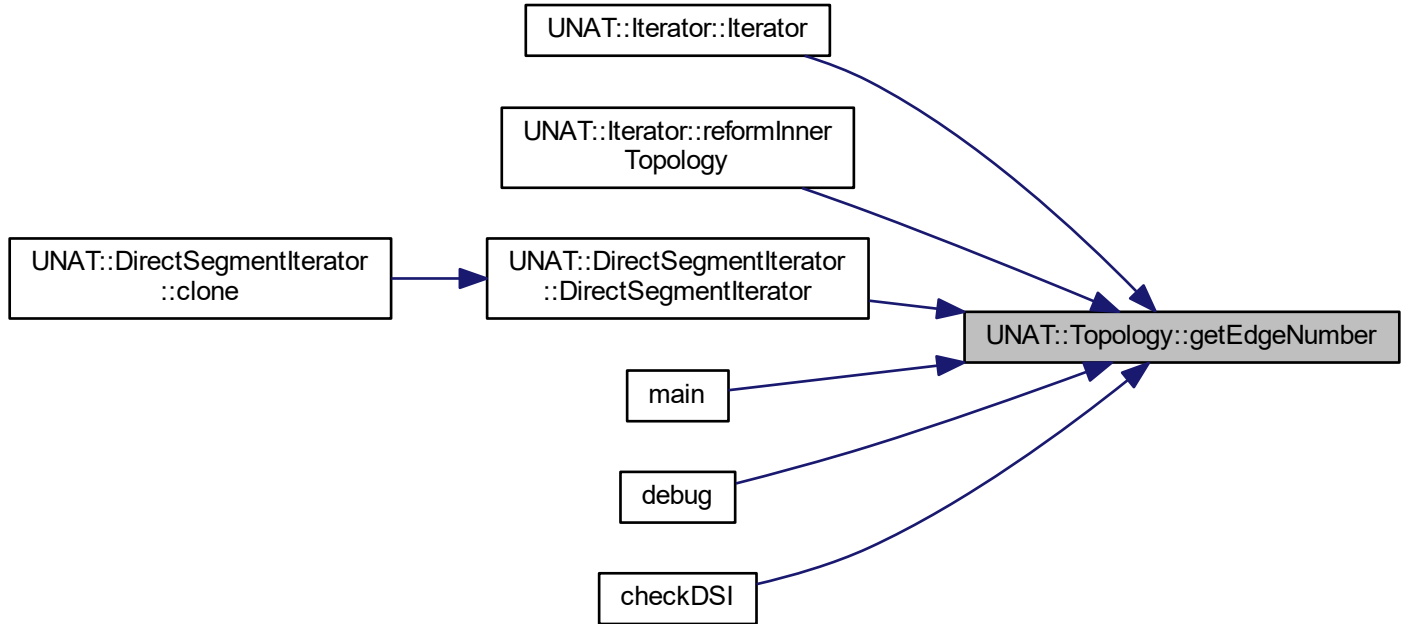 UNAT::Iterator::Iterator
UNAT::Iterator::reformInner
Topology
UNAT::DirectSegmentIterator
::clone
UNAT::DirectSegmentIterator
::DirectSegmentIterator
UNAT::Topology::getEdgeNumber
main
debug
checkDSI